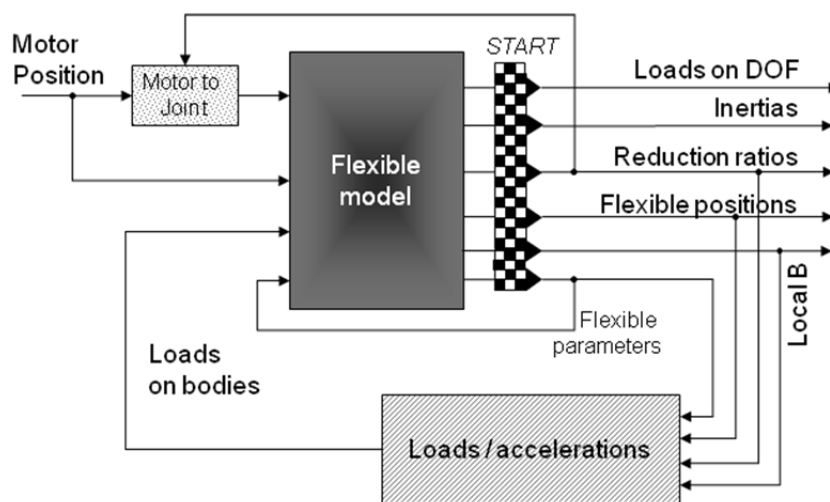 START
Motor
Position
Motor to
Joint
Flexible
model
Loads on DOF
Inertias
Reduction ratios
Flexible positions
Local B
Flexible
parameters
Loads
on bodies
Loads / accelerations